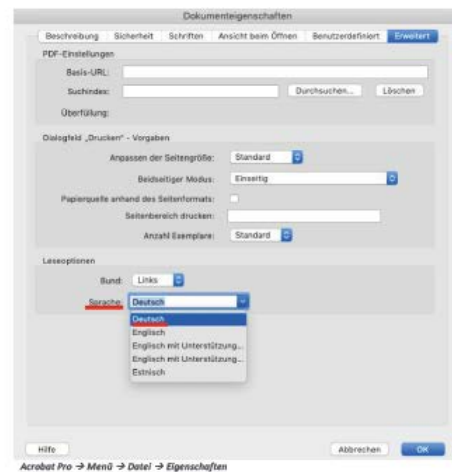 Dokumenteigenschaften
Beschreibung Sicherheit Schriften Ansicht beim Öffnen Benutzerdefiniert Erweitert
PDF-Einstellungen
Basis-URL:
Suchindex: Durchsuchen... Löschen
Überfüllung:
Dialogfeld „Drucken“ - Vorgaben
Anpassen der Seitengröße: Standard
Beidseitiger Modus: Einseitig
Papierquelle anhand des Seitenformats:
Seitenbereich drucken:
Anzahl Exemplare: Standard
Leseoptionen
Bund: Links
Sprache: Deutsch
Deutsch
Englisch
Englisch mit Unterstützung...
Englisch mit Unterstützung...
Estnisch
Hilfe Abbrechen OK
Acrobat Pro → Menü → Datei → Eigenschaften